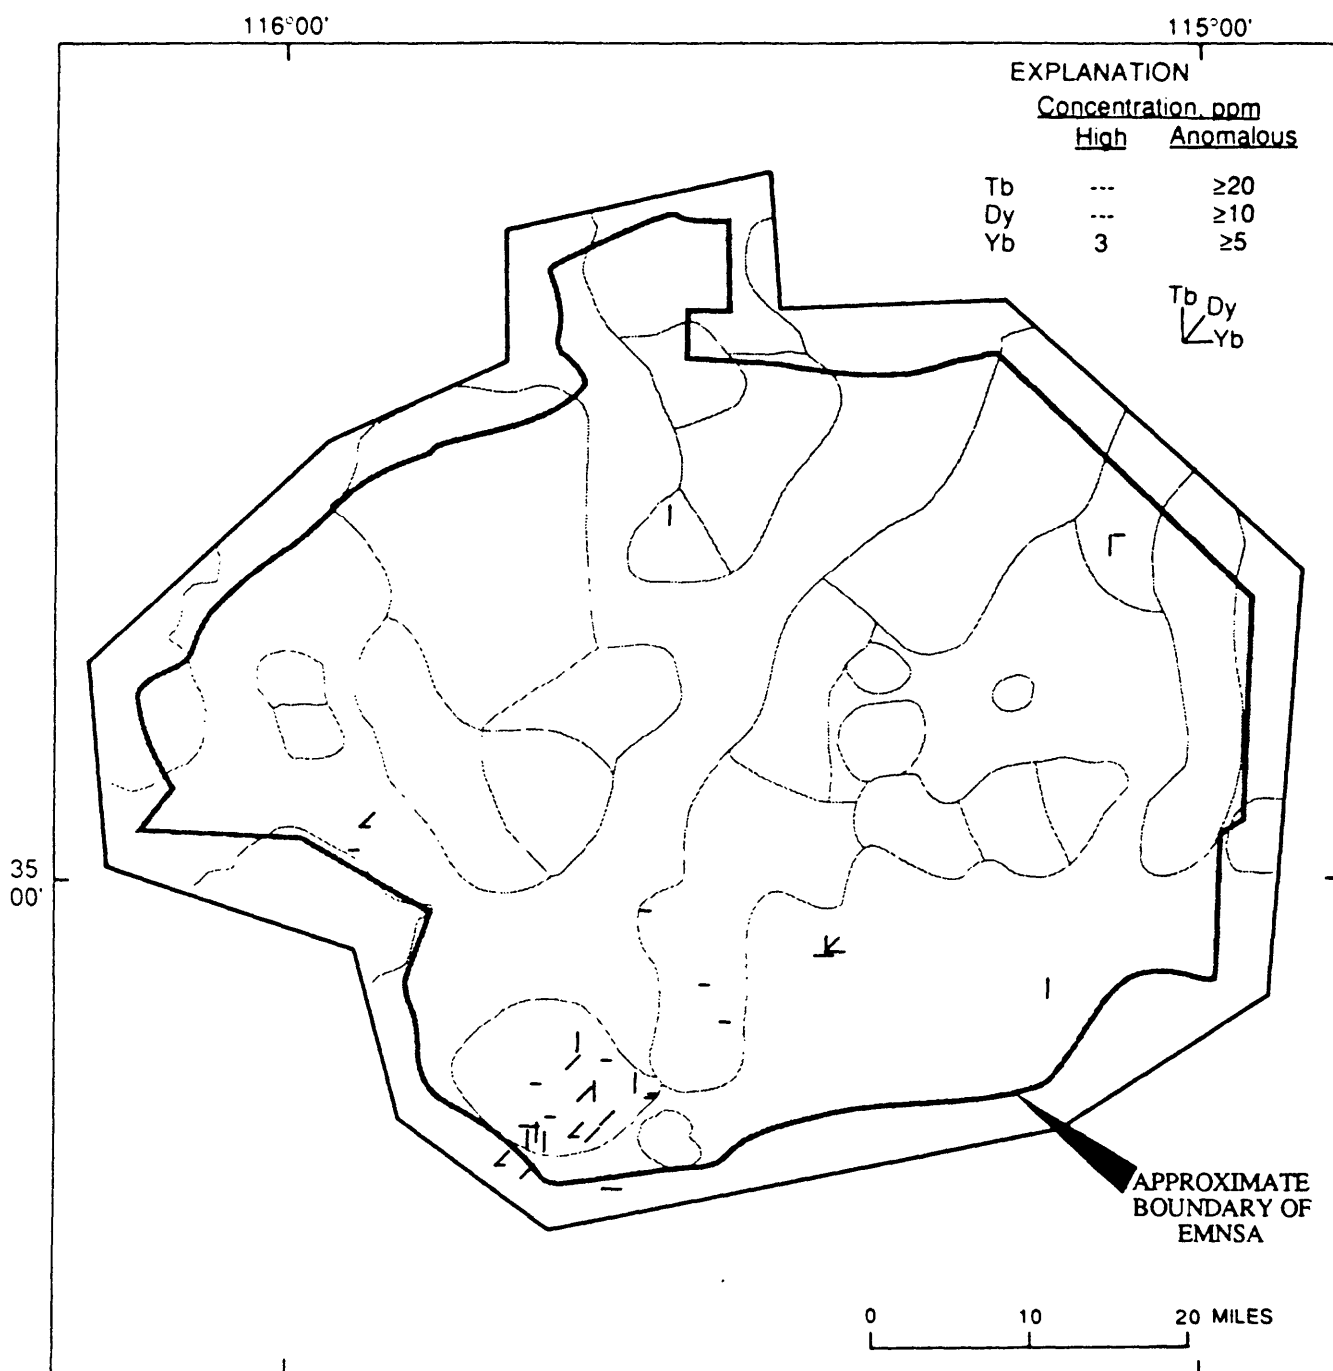 116°00' 115°00'
EXPLANATION
Concentration, ppm
High Anomalous
Tb --- ≥20
Dy --- ≥10
Yb 3 ≥5
Tb Dy
Yb
35
00'
APPROXIMATE
BOUNDARY OF
EMNSA
0 10 20 MILES